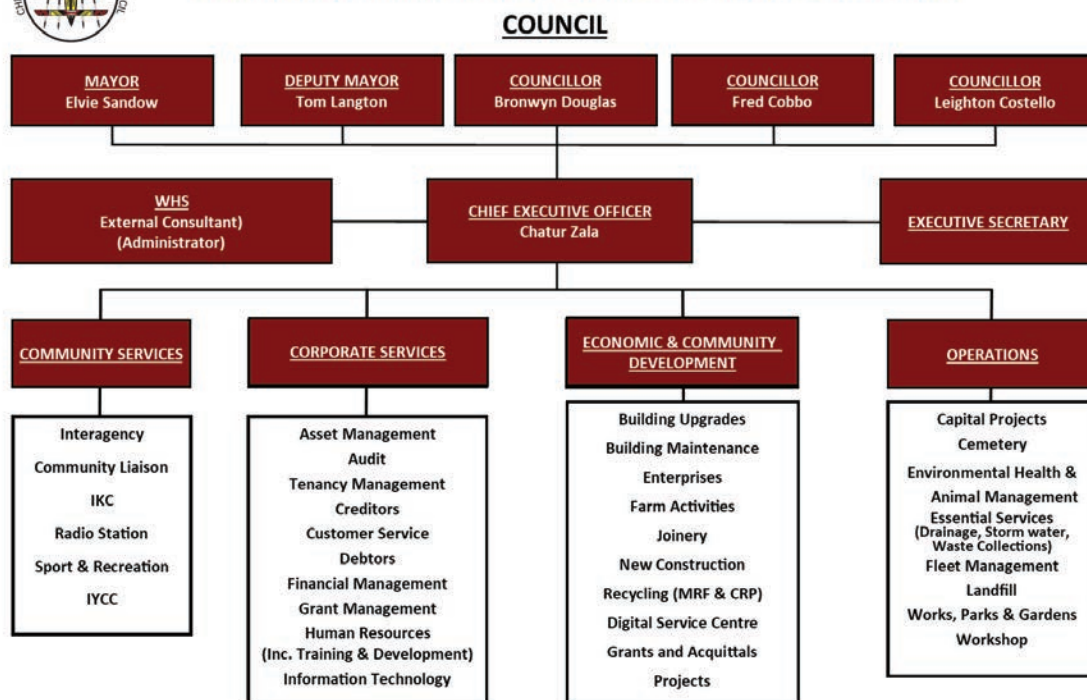 COUNCIL
MAYOR
Elvie Sandow
DEPUTY MAYOR
Tom Langton
COUNCILLOR
Bronwyn Douglas
COUNCILLOR
Fred Cobbo
COUNCILLOR
Leighton Costello
WHS
External Consultant)
(Administrator)
CHIEF EXECUTIVE OFFICER
Chatur Zala
EXECUTIVE SECRETARY
COMMUNITY SERVICES
Interagency
Community Liaison
IKC
Radio Station
Sport & Recreation
IYCC
CORPORATE SERVICES
Asset Management
Audit
Tenancy Management
Creditors
Customer Service
Debtors
Financial Management
Grant Management
Human Resources
(Inc. Training & Development)
Information Technology
ECONOMIC & COMMUNITY
DEVELOPMENT
Building Upgrades
Building Maintenance
Enterprises
Farm Activities
Joinery
New Construction
Recycling (MRF & CRP)
Digital Service Centre
Grants and Acquittals
Projects
OPERATIONS
Capital Projects
Cemetery
Environmental Health &
Animal Management
Essential Services
(Drainage, Storm water,
Waste Collections)
Fleet Management
Landfill
Works, Parks & Gardens
Workshop